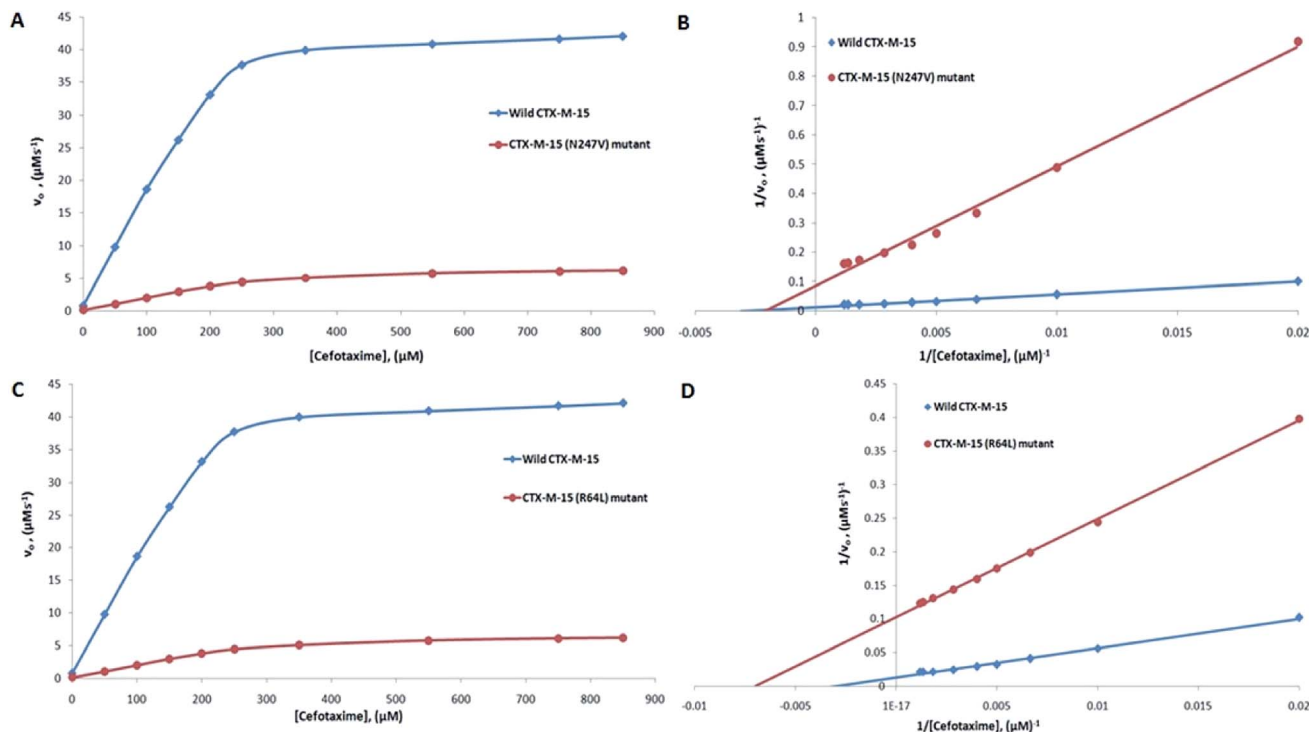 A
45
40
35
30
25
20
15
10
5
0
v₀ , (µMs⁻¹)
Wild CTX-M-15
CTX-M-15 (N247V) mutant
0 100 200 300 400 500 600 700 800 900
[Cefotaxime], (µM)
B
1
0.9
0.8
0.7
0.6
0.5
0.4
0.3
0.2
0.1
0
1/v₀ , (µMs⁻¹)⁻¹
Wild CTX-M-15
CTX-M-15 (N247V) mutant
-0.005 0 0.005 0.01 0.015 0.02
1/[Cefotaxime], (µM)⁻¹
C
45
40
35
30
25
20
15
10
5
0
v₀ , (µMs⁻¹)
Wild CTX-M-15
CTX-M-15 (R64L) mutant
0 100 200 300 400 500 600 700 800 900
[Cefotaxime], (µM)
D
0.45
0.4
0.35
0.3
0.25
0.2
0.15
0.1
0.05
0
1/v₀ , (µMs⁻¹)⁻¹
Wild CTX-M-15
CTX-M-15 (R64L) mutant
-0.01 -0.005 1E-17 0.005 0.01 0.015 0.02
1/[Cefotaxime], (µM)⁻¹